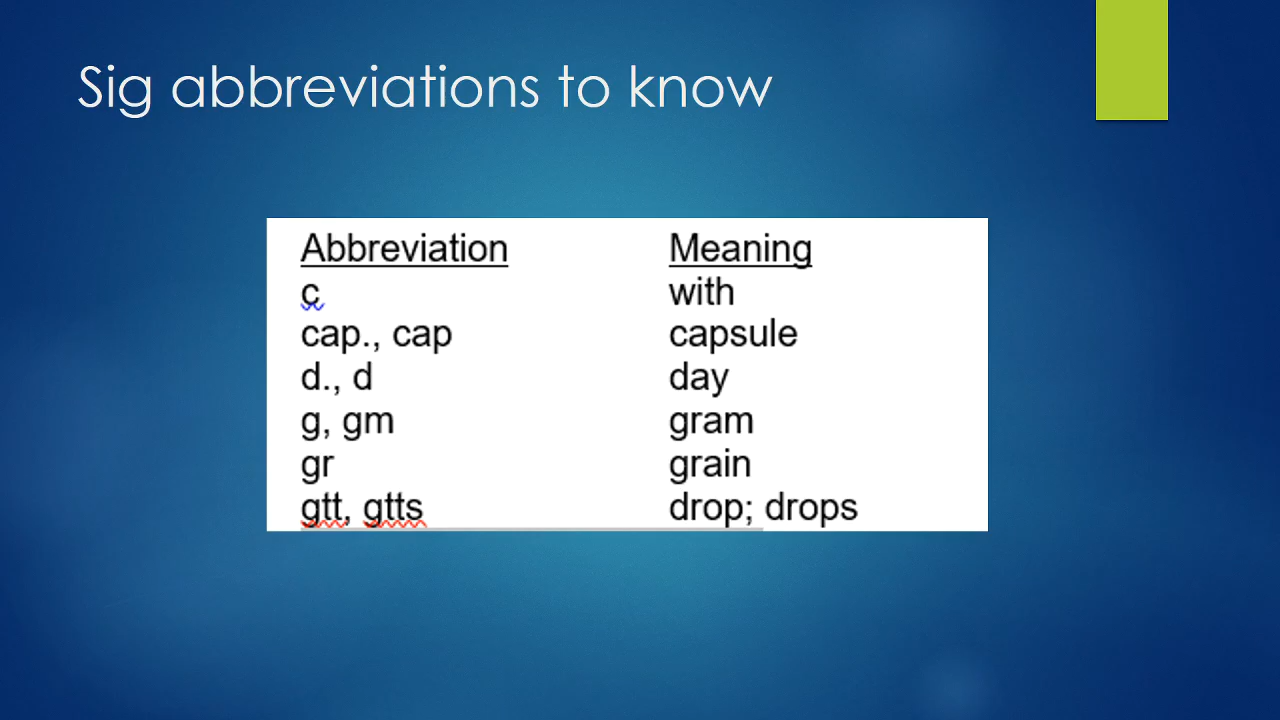 Sig abbreviations to know
Abbreviation Meaning
c with
cap., cap capsule
d., d day
g, gm gram
gr grain
gtt, gtts drop; drops